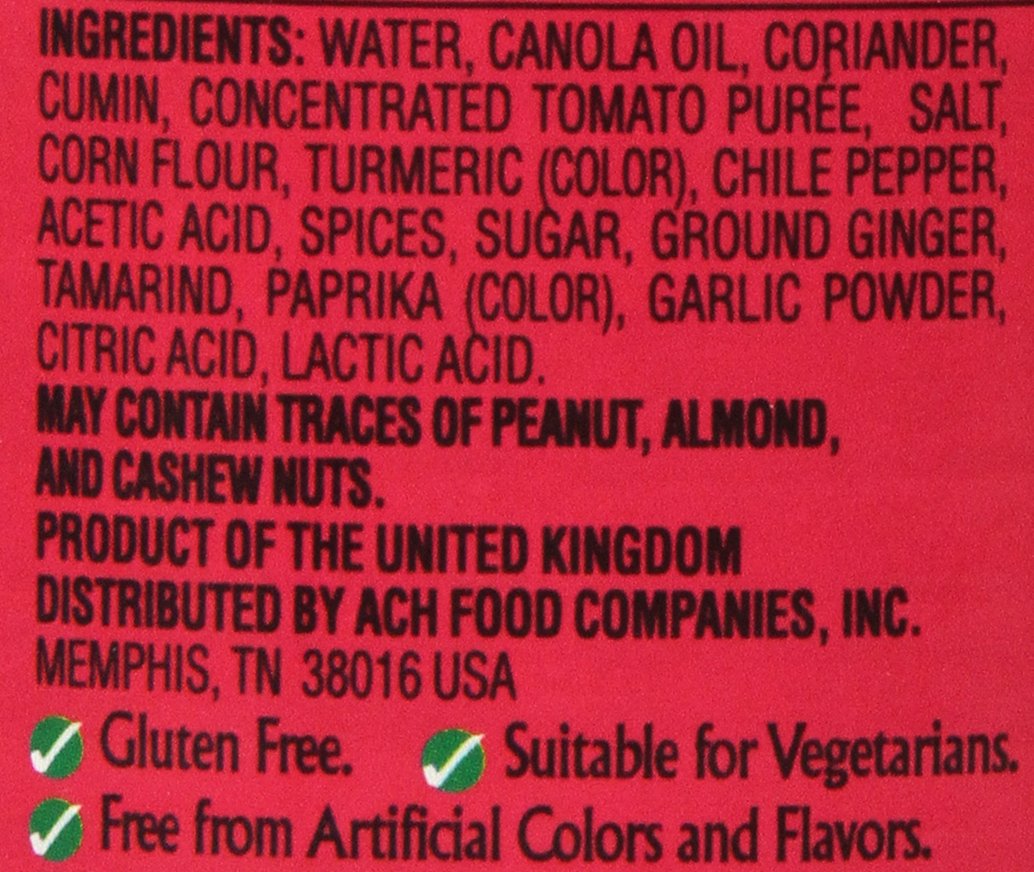 INGREDIENTS: WATER, CANOLA OIL, CORIANDER,
CUMIN, CONCENTRATED TOMATO PURÉE, SALT,
CORN FLOUR, TURMERIC (COLOR), CHILE PEPPER,
ACETIC ACID, SPICES, SUGAR, GROUND GINGER,
TAMARIND, PAPRIKA (COLOR), GARLIC POWDER,
CITRIC ACID, LACTIC ACID.
MAY CONTAIN TRACES OF PEANUT, ALMOND,
AND CASHEW NUTS.
PRODUCT OF THE UNITED KINGDOM
DISTRIBUTED BY ACH FOOD COMPANIES, INC.
MEMPHIS, TN 38016 USA
Gluten Free. Suitable for Vegetarians.
Free from Artificial Colors and Flavors.